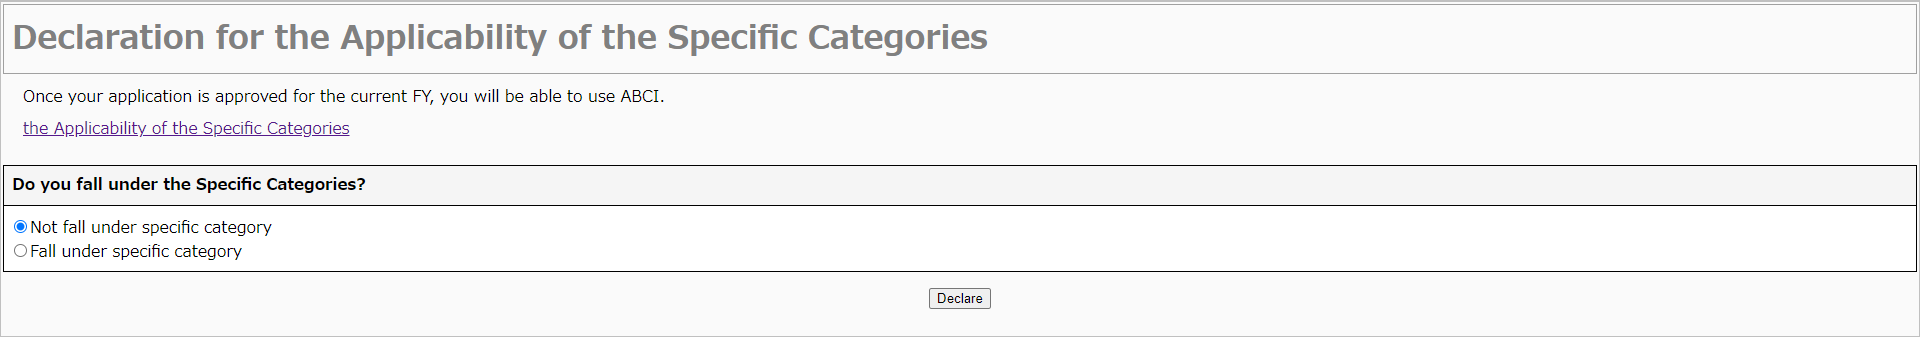 Declaration for the Applicability of the Specific Categories
Once your application is approved for the current FY, you will be able to use ABCI.
the Applicability of the Specific Categories
Do you fall under the Specific Categories?
Not fall under specific category
Fall under specific category
Declare